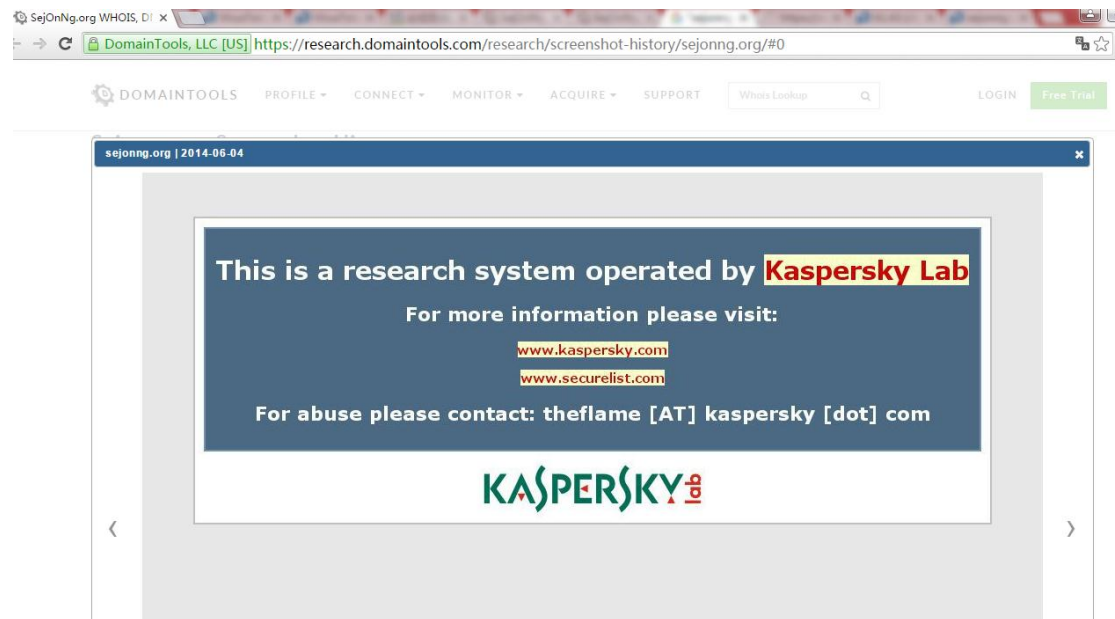 SejOnNg.org WHOIS, D
DomainTools, LLC [US] https://research.domaintools.com/research/screenshot-history/sejonng.org/#0
DOMAINTOOLS PROFILE CONNECT MONITOR ACQUIRE SUPPORT Whois Lookup LOGIN Free Trial
sejonng.org | 2014-06-04
This is a research system operated by Kaspersky Lab
For more information please visit:
www.kaspersky.com
www.securelist.com
For abuse please contact: theflame [AT] kaspersky [dot] com
KASPERSKY lab